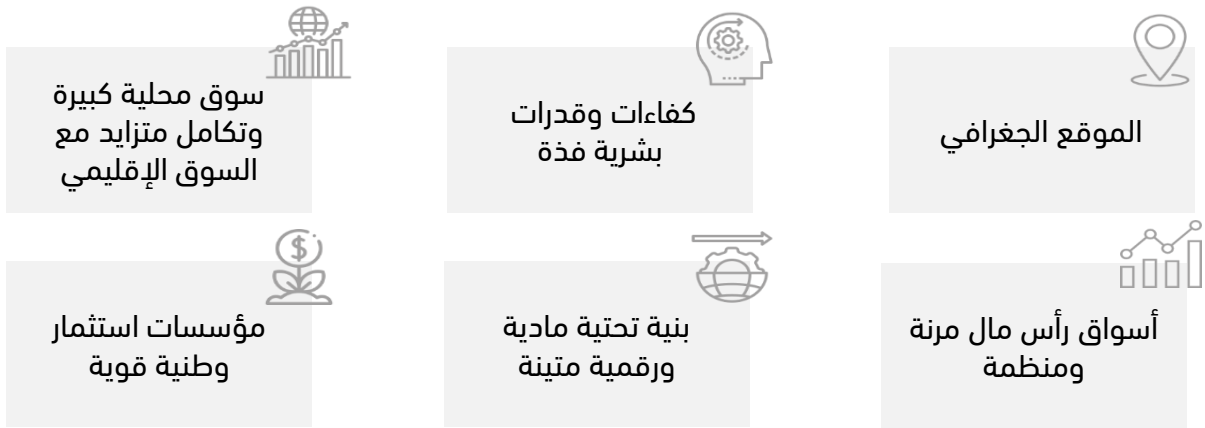 الموقع الجغرافي
كفاءات وقدرات
بشرية فذة
سوق محلية كبيرة
وتكامل متزايد مع
السوق الإقليمي
أسواق رأس مال مرنة
ومنظمة
بنية تحتية مادية
ورقمية متينة
مؤسسات استثمار
وطنية قوية